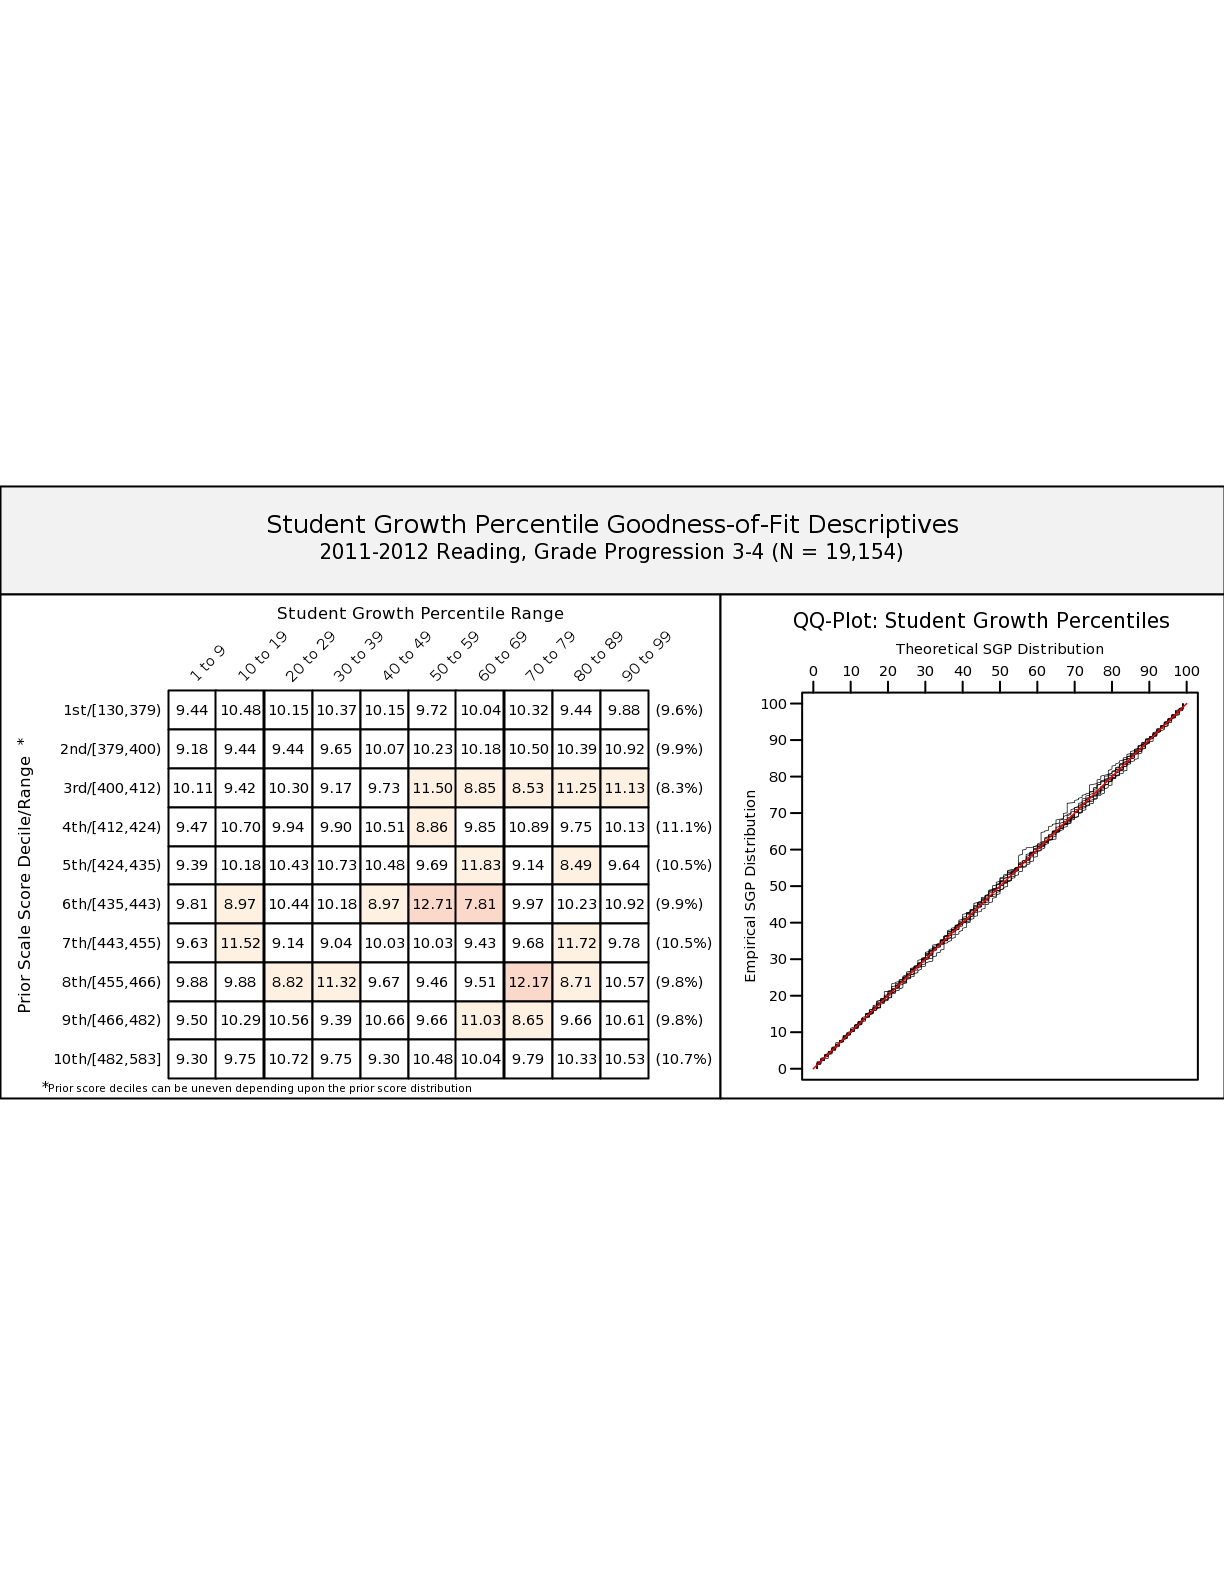 Student Growth Percentile Goodness-of-Fit Descriptives
2011-2012 Reading, Grade Progression 3-4 (N = 19,154)
Student Growth Percentile Range
1 to 9 10 to 19 20 to 29 30 to 39 40 to 49 50 to 59 60 to 69 70 to 79 80 to 89 90 to 99
Prior Scale Score Decile/Range *
1st/[130,379) 9.44 10.48 10.15 10.37 10.15 9.72 10.04 10.32 9.44 9.88 (9.6%)
2nd/[379,400) 9.18 9.44 9.44 9.65 10.07 10.23 10.18 10.50 10.39 10.92 (9.9%)
3rd/[400,412) 10.11 9.42 10.30 9.17 9.73 11.50 8.85 8.53 11.25 11.13 (8.3%)
4th/[412,424) 9.47 10.70 9.94 9.90 10.51 8.86 9.85 10.89 9.75 10.13 (11.1%)
5th/[424,435) 9.39 10.18 10.43 10.73 10.48 9.69 11.83 9.14 8.49 9.64 (10.5%)
6th/[435,443) 9.81 8.97 10.44 10.18 8.97 12.71 7.81 9.97 10.23 10.92 (9.9%)
7th/[443,455) 9.63 11.52 9.14 9.04 10.03 10.03 9.43 9.68 11.72 9.78 (10.5%)
8th/[455,466) 9.88 9.88 8.82 11.32 9.67 9.46 9.51 12.17 8.71 10.57 (9.8%)
9th/[466,482) 9.50 10.29 10.56 9.39 10.66 9.66 11.03 8.65 9.66 10.61 (9.8%)
10th/[482,583] 9.30 9.75 10.72 9.75 9.30 10.48 10.04 9.79 10.33 10.53 (10.7%)
*Prior score deciles can be uneven depending upon the prior score distribution
QQ-Plot: Student Growth Percentiles
Theoretical SGP Distribution
0 10 20 30 40 50 60 70 80 90 100
Empirical SGP Distribution
100
90
80
70
60
50
40
30
20
10
0